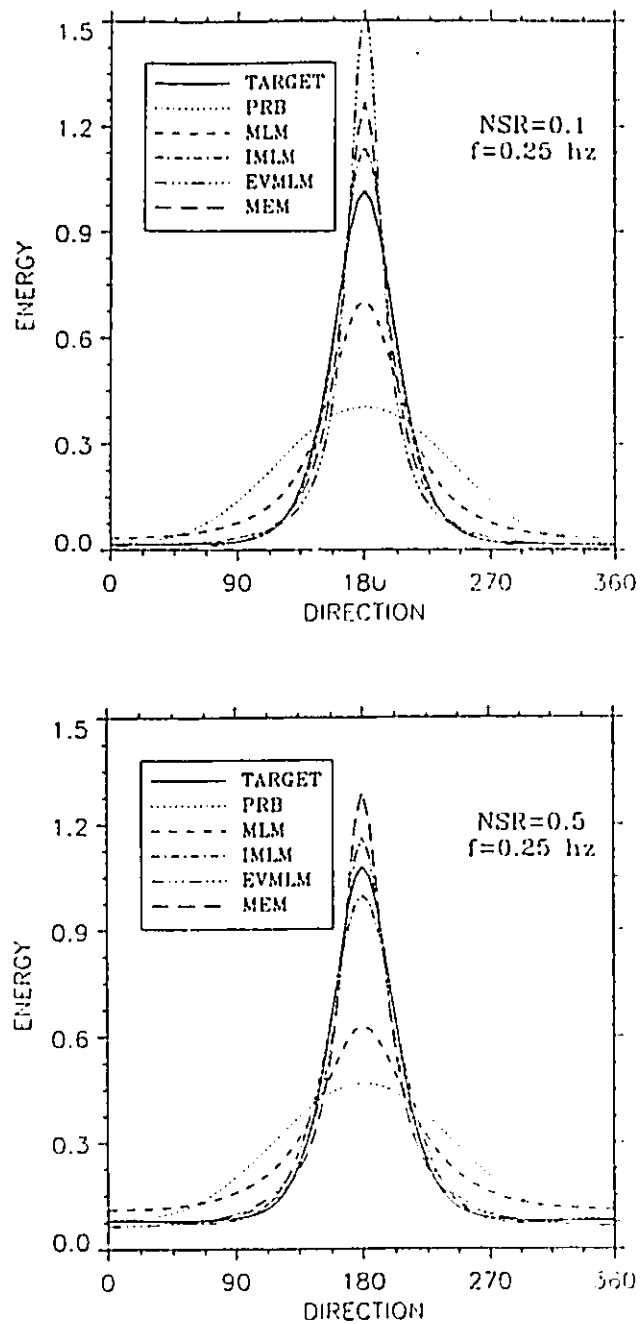 1.5
1.2
0.9
0.6
0.3
0.0
ENERGY
TARGET
PRB
MLM
IMLM
EVMLM
MEM
NSR=0.1
f=0.25 hz
0 90 180 270 360
DIRECTION
1.5
1.2
0.9
0.6
0.3
0.0
ENERGY
TARGET
PRB
MLM
IMLM
EVMLM
MEM
NSR=0.5
f=0.25 hz
0 90 180 270 360
DIRECTION